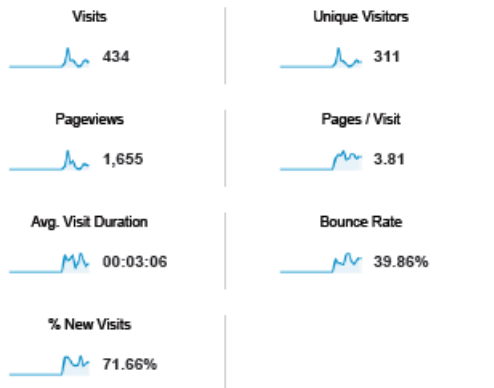 Visits
434
Unique Visitors
311
Pageviews
1,655
Pages / Visit
3.81
Avg. Visit Duration
00:03:06
Bounce Rate
39.86%
% New Visits
71.66%